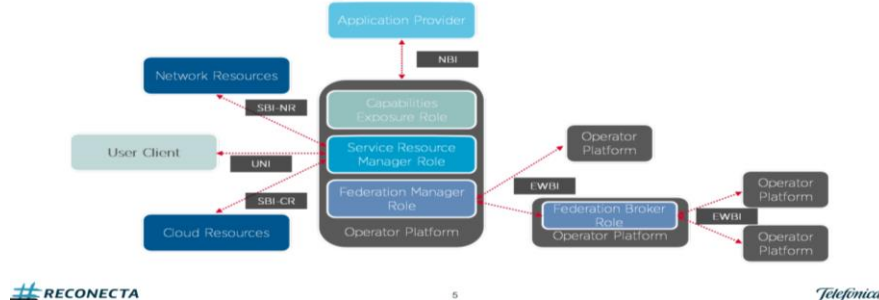 Application Provider
NBI
Network Resources
SBI-NR
Capabilities
Exposure Role
User Client
UNI
Service Resource
Manager Role
Operator
Platform
SBI-CR
EWBI
Federation Manager
Role
Operator
Platform
Federation Broker
Role
EWBI
Cloud Resources
Operator Platform
Operator Platform
Operator
Platform
#RECONECTA
5
Telefónica